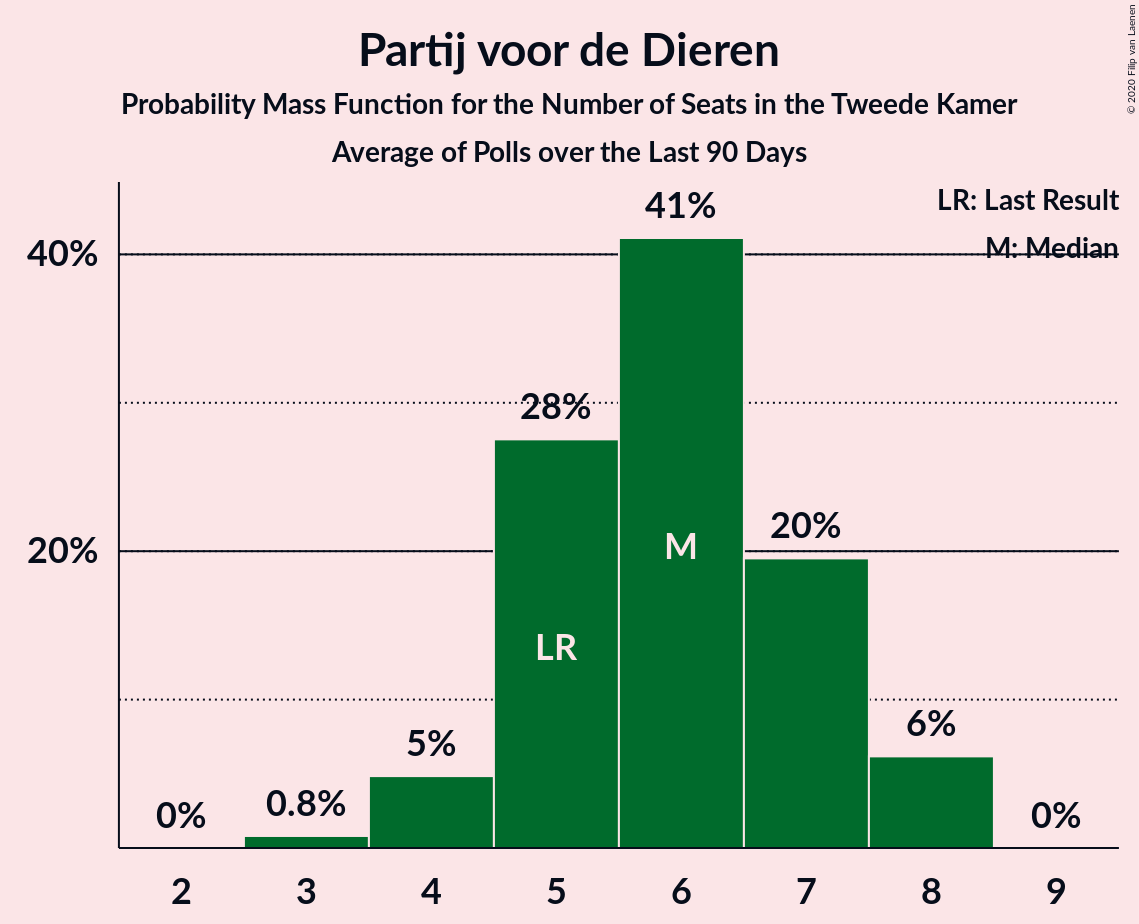 Partij voor de Dieren
Probability Mass Function for the Number of Seats in the Tweede Kamer
Average of Polls over the Last 90 Days
© 2020 Filip van Laenen
LR: Last Result
M: Median
40%
20%
0%
0.8%
5%
28%
41%
20%
6%
0%
LR
M
2 3 4 5 6 7 8 9